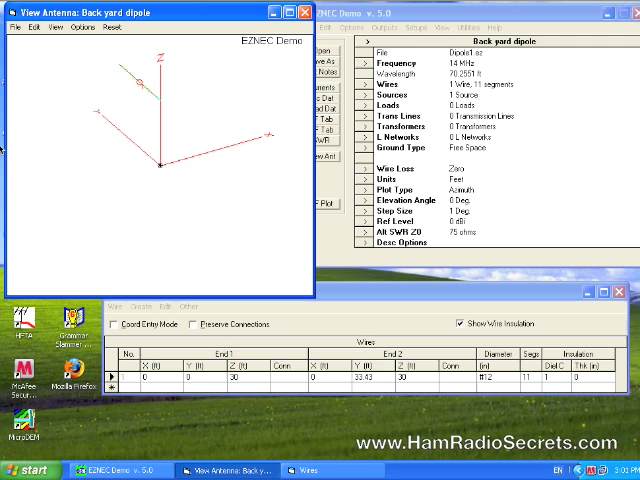 View Antenna: Back yard dipole
File Edit View Options Reset
EZNEC Demo
Z
EZNEC Demo v. 5.0
Options Outputs Setups View Utilities Help
Open
Save As
Notes
Back yard dipole
File Dipole1.ez
Frequency 14 MHz
Wavelength 70.2551 ft
Wires 1 Wire, 11 segments
Sources 1 Source
Loads 0 Loads
Trans Lines 0 Transmission Lines
Transformers 0 Transformers
L Networks 0 L Networks
Ground Type Free Space
Wire Loss Zero
Units Feet
Plot Type Azimuth
Elevation Angle 0 Deg.
Step Size 1 Deg.
Ref Level 0 dBi
Alt SWR Z0 75 ohms
Desc Options
Wire Create Edit Other
Coord Entry Mode Preserve Connections Show Wire Insulation
Wires
No. End 1 End 2 Diameter Segs Insulation
X (ft) Y (ft) Z (ft) Conn X (ft) Y (ft) Z (ft) Conn (in) Diel C Thk (in)
1 0 0 30 0 33.43 30 #12 11 1 0
HFTA
Grammar Slammer ...
McAfee Secur...
Mozilla Firefox
MicroDEM
www.HamRadioSecrets.com
start EZNEC Demo v. 5.0 View Antenna: Back y... Wires EN 3:01 PM